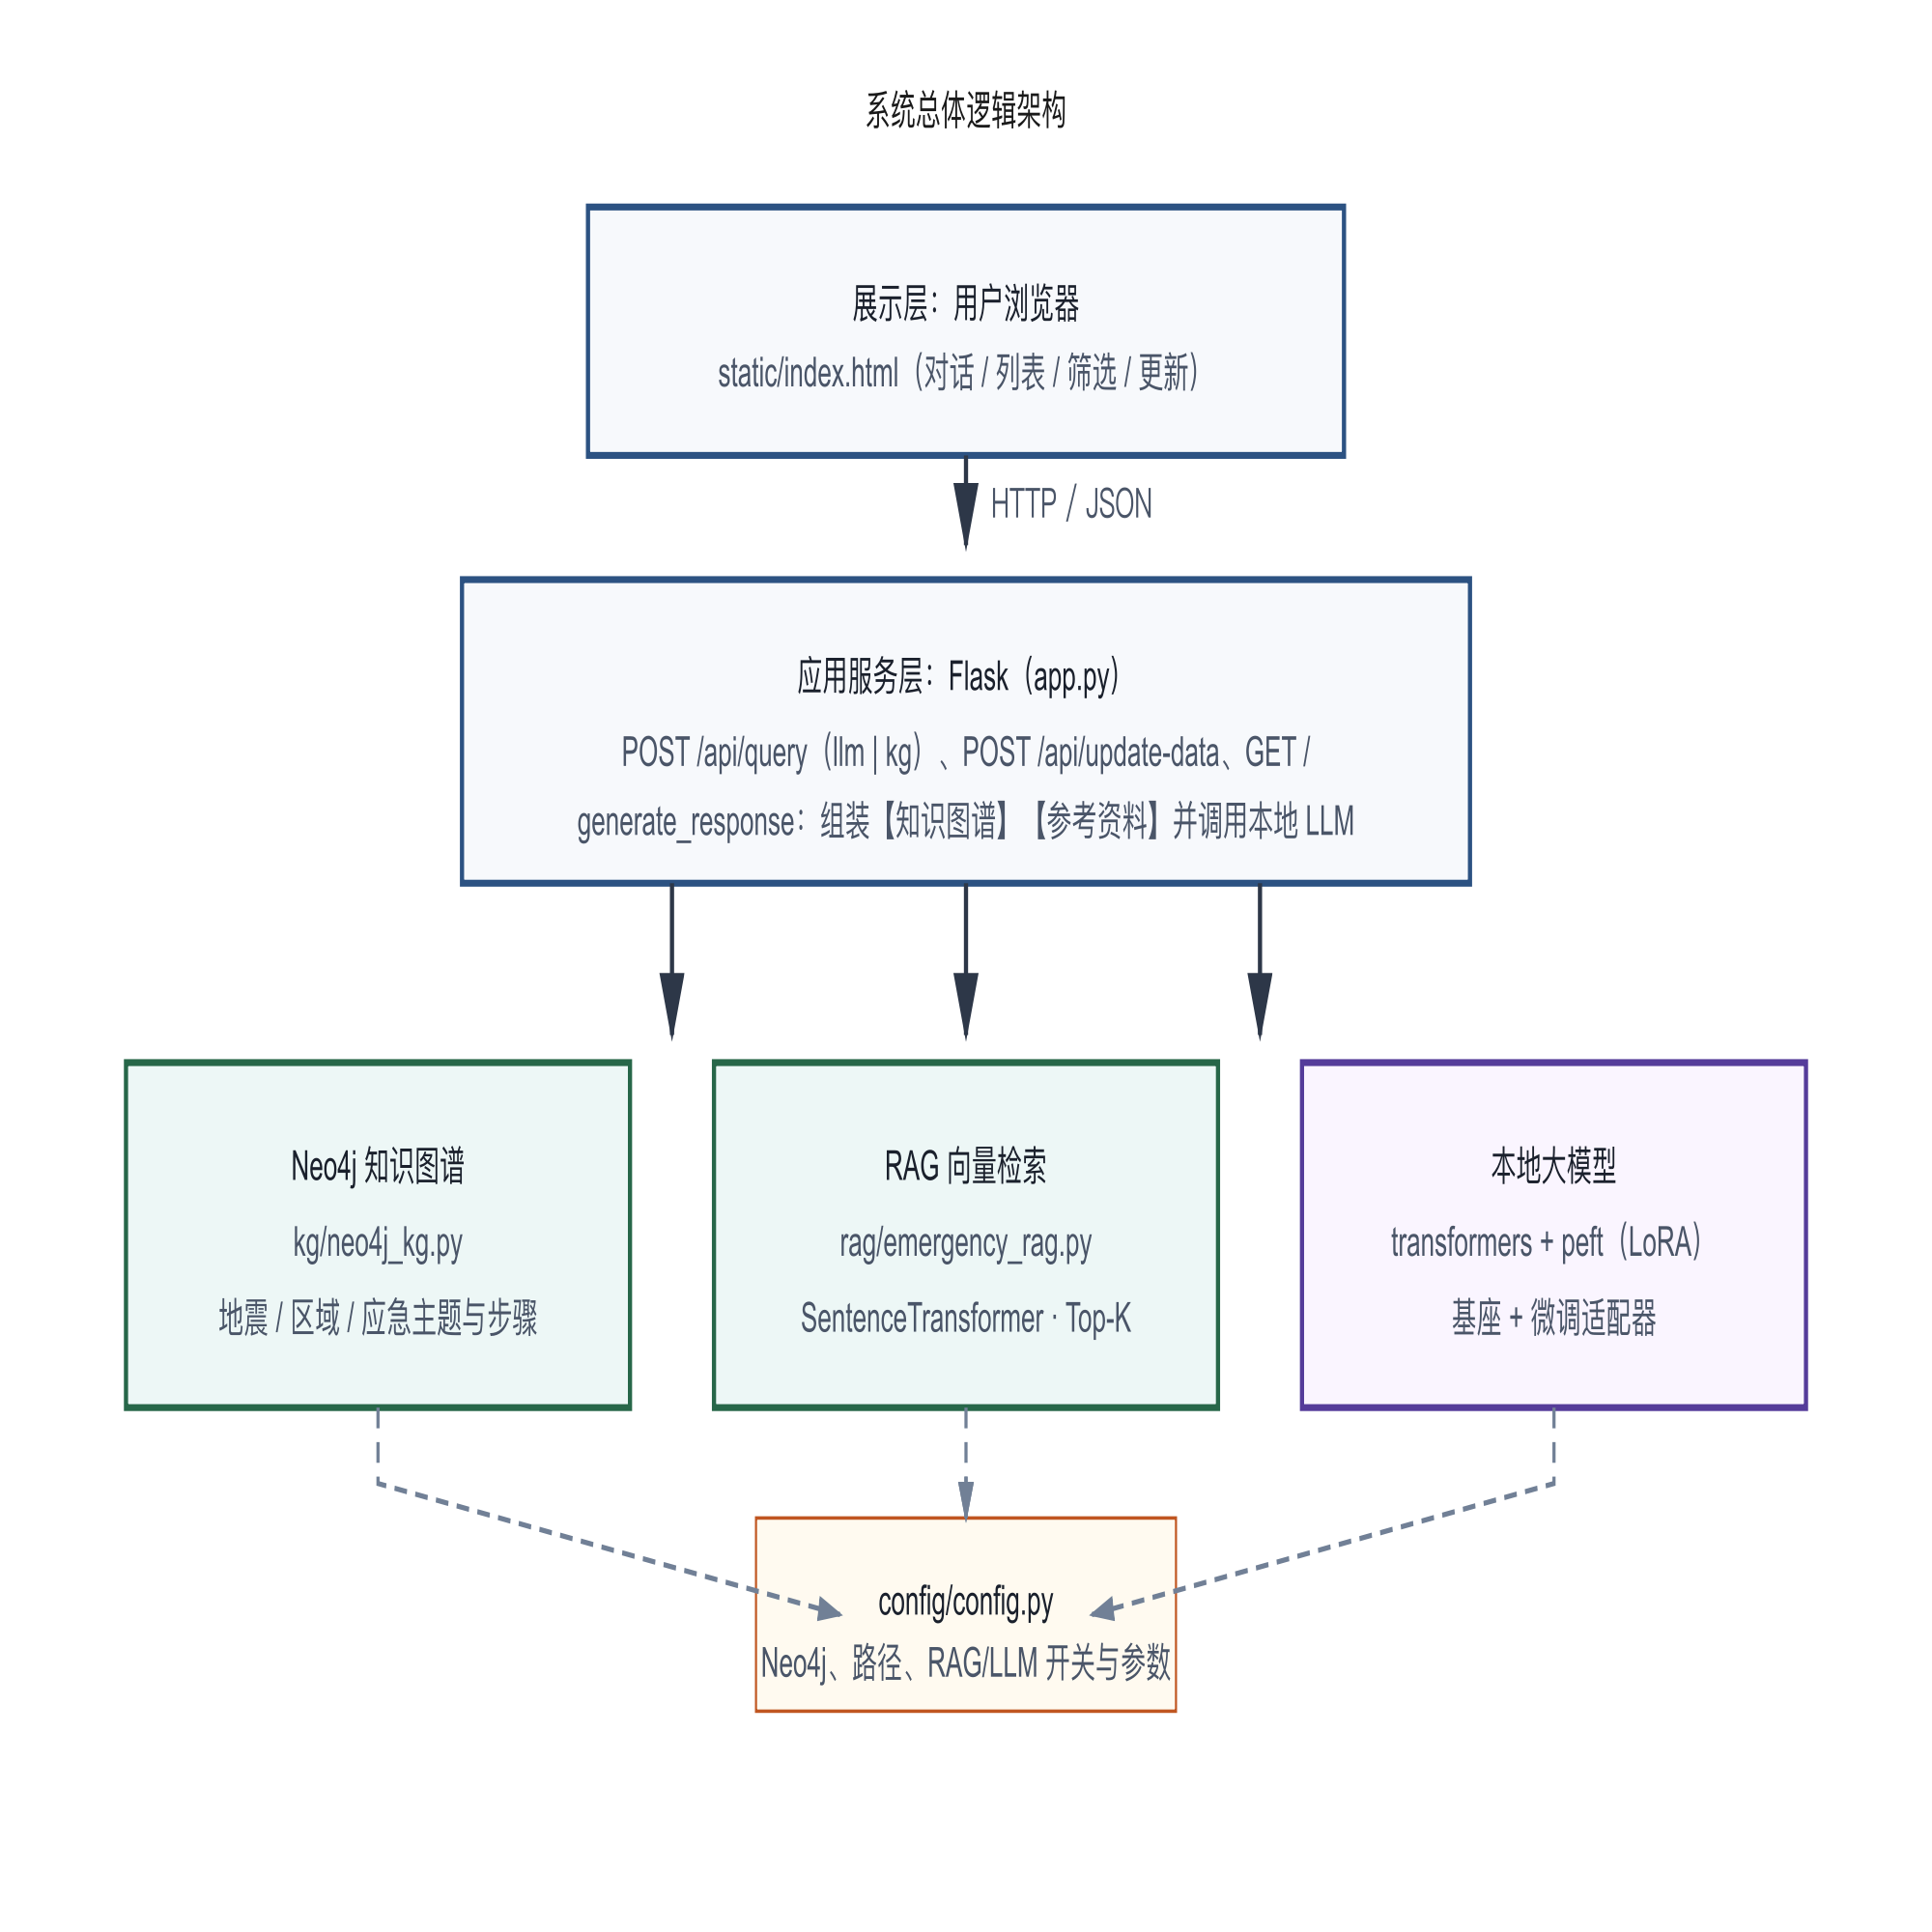 系统总体逻辑架构
展示层：用户浏览器
static/index.html（对话 / 列表 / 筛选 / 更新）
HTTP / JSON
应用服务层：Flask（app.py）
POST /api/query（llm | kg）、POST /api/update-data、GET /
generate_response：组装【知识图谱】【参考资料】并调用本地 LLM
Neo4j 知识图谱
kg/neo4j_kg.py
地震 / 区域 / 应急主题与步骤
RAG 向量检索
rag/emergency_rag.py
SentenceTransformer · Top-K
本地大模型
transformers + peft（LoRA）
基座 + 微调适配器
config/config.py
Neo4j、路径、RAG/LLM 开关与参数